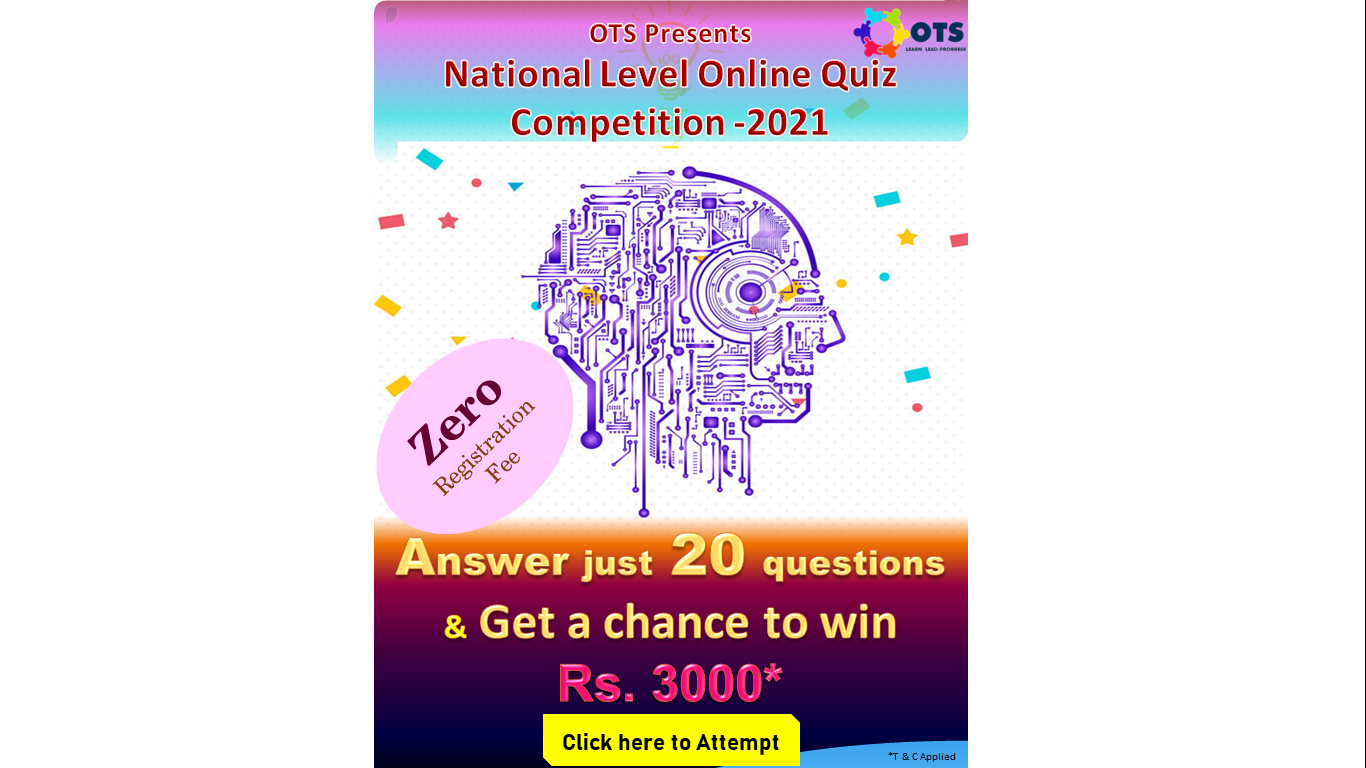 OTS Presents
OTS
LEARN LEAD PROGRESS
National Level Online Quiz
Competition -2021
Zero
Registration
Fee
Answer just 20 questions
& Get a chance to win
Rs. 3000*
Click here to Attempt
*T & C Applied